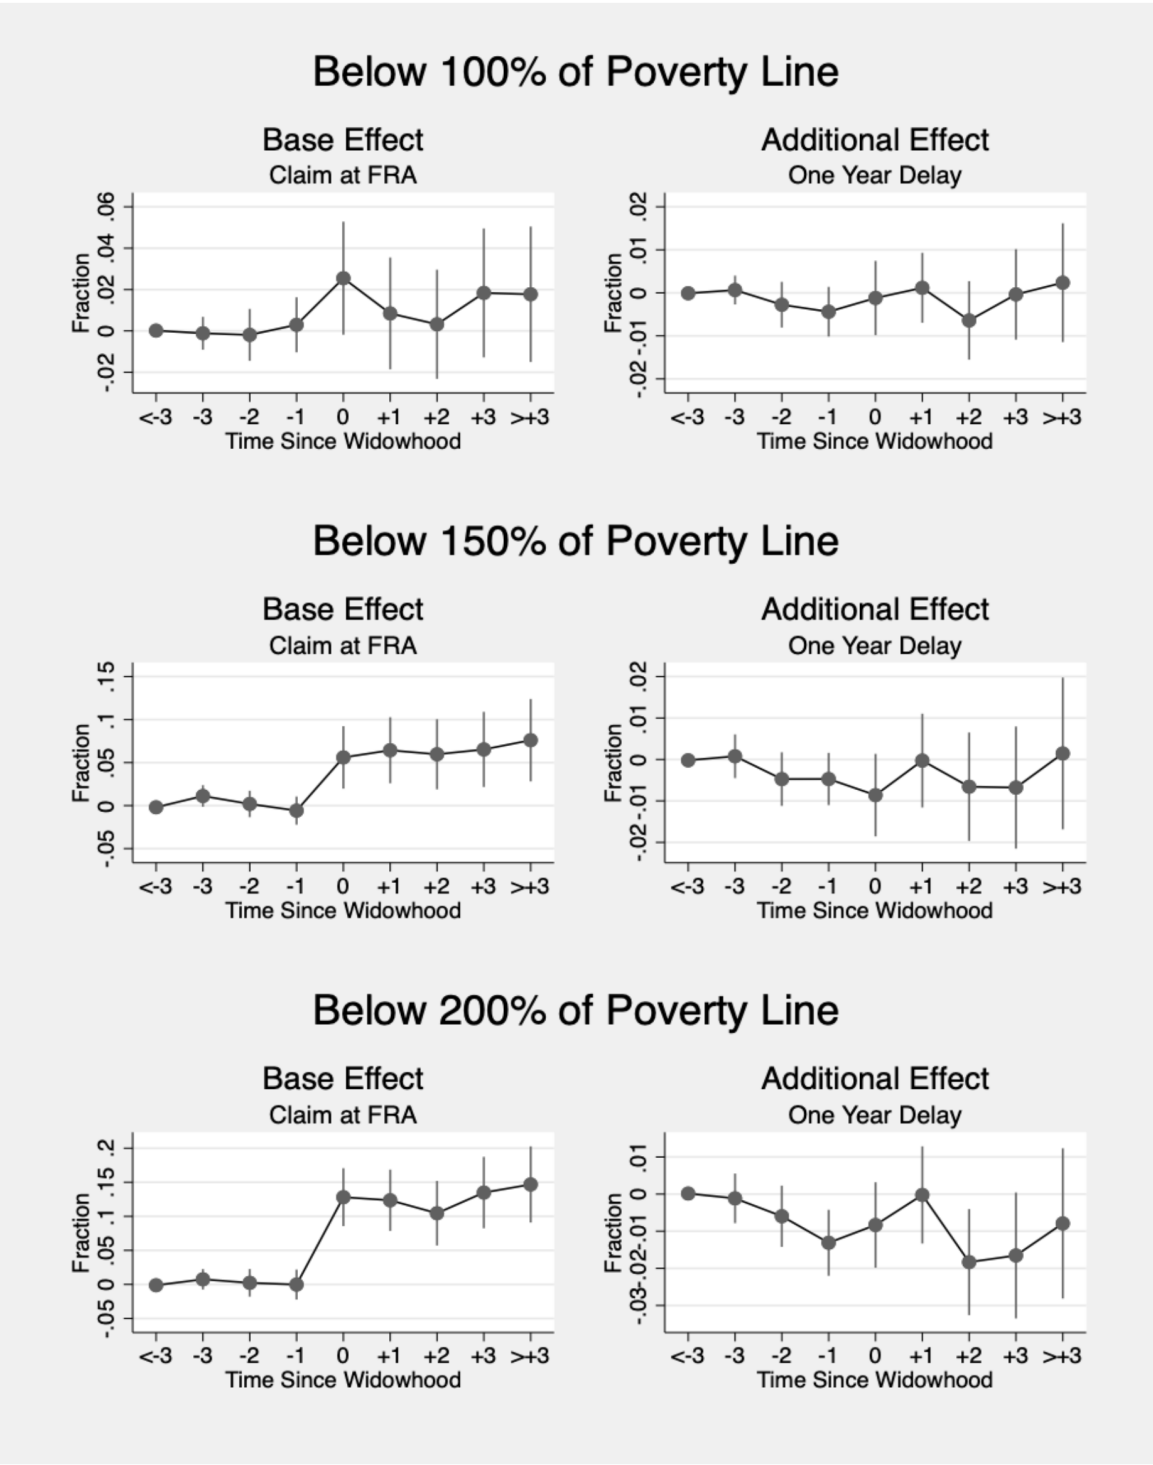 Below 100% of Poverty Line
Base Effect
Claim at FRA
Fraction
.06
.04
.02
0
-.02
<-3 -3 -2 -1 0 +1 +2 +3 >+3
Time Since Widowhood
Additional Effect
One Year Delay
Fraction
.02
.01
0
-.01
-.02
<-3 -3 -2 -1 0 +1 +2 +3 >+3
Time Since Widowhood
Below 150% of Poverty Line
Base Effect
Claim at FRA
Fraction
.15
.1
.05
0
-.05
<-3 -3 -2 -1 0 +1 +2 +3 >+3
Time Since Widowhood
Additional Effect
One Year Delay
Fraction
.02
.01
0
-.01
-.02
<-3 -3 -2 -1 0 +1 +2 +3 >+3
Time Since Widowhood
Below 200% of Poverty Line
Base Effect
Claim at FRA
Fraction
.2
.15
.1
.05
0
-.05
<-3 -3 -2 -1 0 +1 +2 +3 >+3
Time Since Widowhood
Additional Effect
One Year Delay
Fraction
.01
0
-.01
-.02
-.03
<-3 -3 -2 -1 0 +1 +2 +3 >+3
Time Since Widowhood